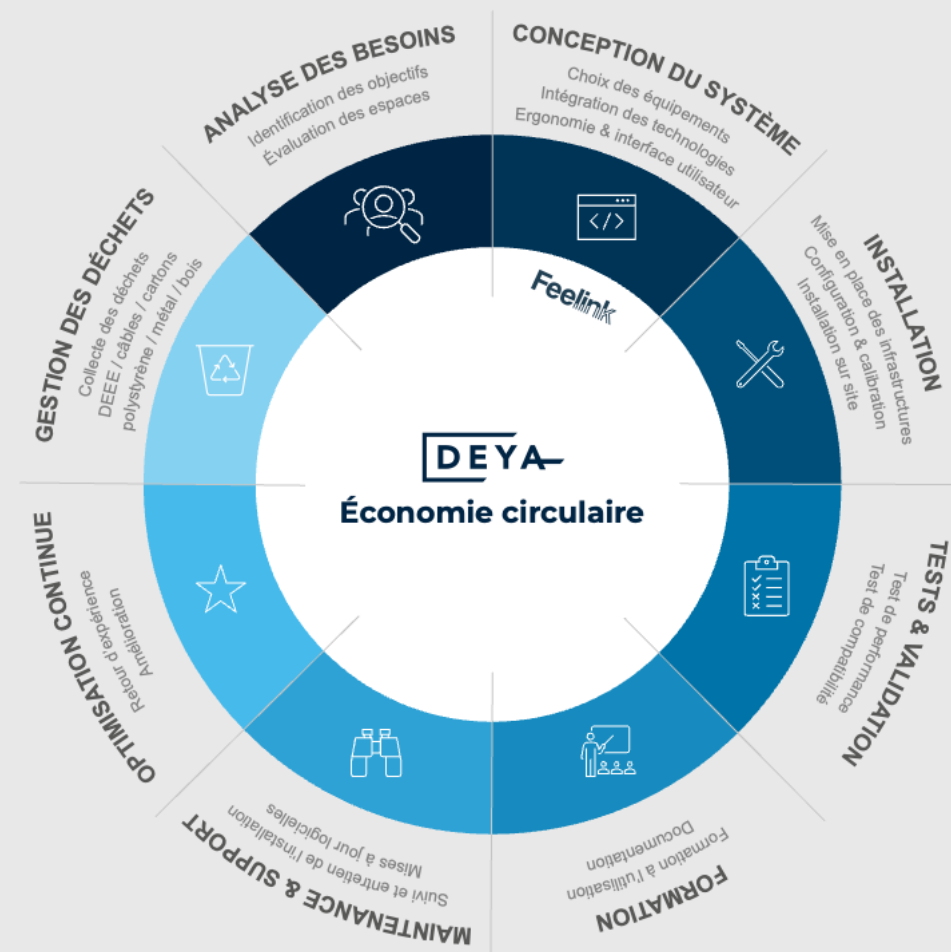 ANALYSE DES BESOINS
Identification des objectifs
Évaluation des espaces
CONCEPTION DU SYSTÈME
Choix des équipements
Intégration des technologies
Ergonomie & interface utilisateur
</>
Feelink
INSTALLATION
Mise en place des infrastructures
Configuration & calibration
Installation sur site
TESTS & VALIDATION
Test de performance
Test de compatibilité
FORMATION
Formation à l'utilisation
Documentation
MAINTENANCE & SUPPORT
Suivi et entretien de l'installation
Mises à jour logicielles
OPTIMISATION CONTINUE
Retour d'expérience
Amélioration
GESTION DES DÉCHETS
Collecte des déchets
DEEE / câbles / cartons
polystyrène / métal / bois
DEYA
Économie circulaire